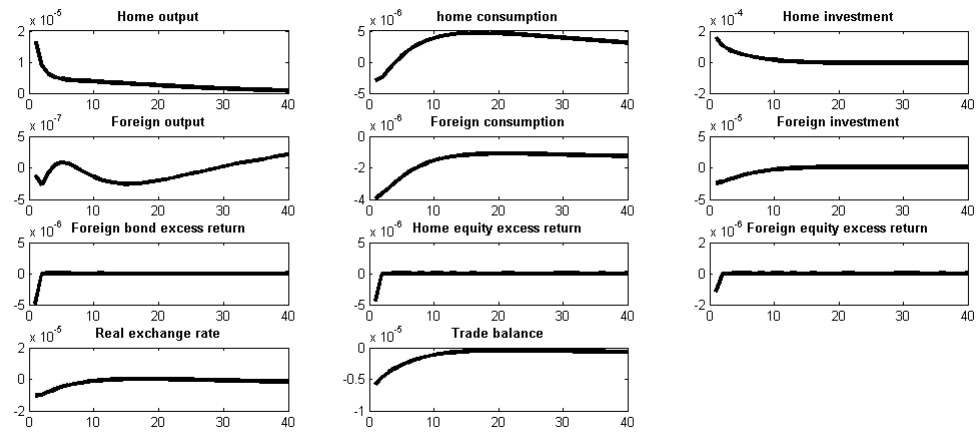 Home output
home consumption
Home investment
x 10^-5
x 10^-6
x 10^-4
2
1
0
5
0
-5
2
0
-2
0 10 20 30 40
0 10 20 30 40
0 10 20 30 40
Foreign output
Foreign consumption
Foreign investment
x 10^-7
x 10^-6
x 10^-5
5
0
-5
0
-2
-4
5
0
-5
0 10 20 30 40
0 10 20 30 40
0 10 20 30 40
Foreign bond excess return
Home equity excess return
Foreign equity excess return
x 10^-6
x 10^-6
x 10^-6
5
0
-5
5
0
-5
2
0
-2
0 10 20 30 40
0 10 20 30 40
0 10 20 30 40
Real exchange rate
Trade balance
x 10^-5
x 10^-5
2
0
-2
0
-0.5
-1
0 10 20 30 40
0 10 20 30 40